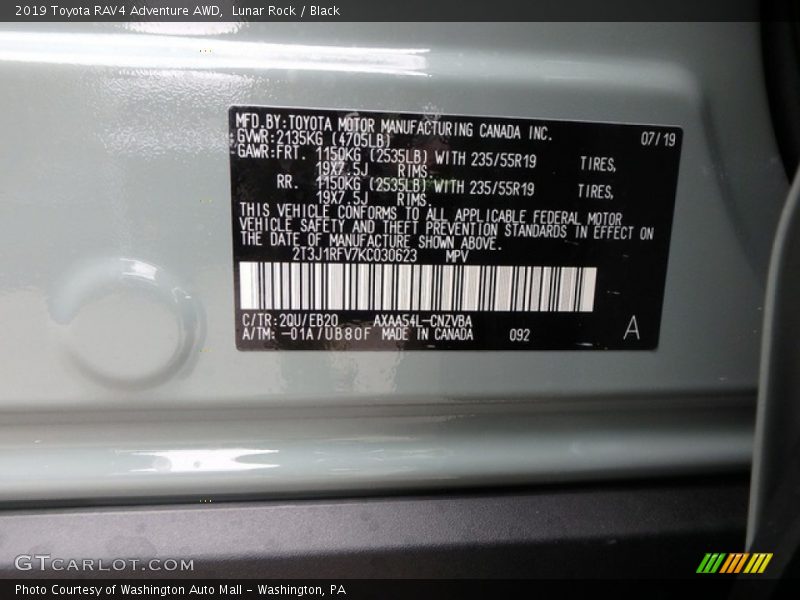 2019 Toyota RAV4 Adventure AWD,  Lunar Rock / Black
MFD.BY:TOYOTA MOTOR MANUFACTURING CANADA INC. 07/19
GVWR:2135KG (4705LB)
GAWR:FRT. 1150KG (2535LB) WITH 235/55R19 TIRES,
19X7.5J RIMS.
RR. 1150KG (2535LB) WITH 235/55R19 TIRES,
19X7.5J RIMS.
THIS VEHICLE CONFORMS TO ALL APPLICABLE FEDERAL MOTOR
VEHICLE SAFETY AND THEFT PREVENTION STANDARDS IN EFFECT ON
THE DATE OF MANUFACTURE SHOWN ABOVE.
2T3J1RFV7KC030623 MPV
C/TR:2QU/EB20 AXAA54L-CNZVBA
A/TM: -01A/UB80F MADE IN CANADA 092 A
GTCARLOT.COM
Photo Courtesy of Washington Auto Mall - Washington, PA